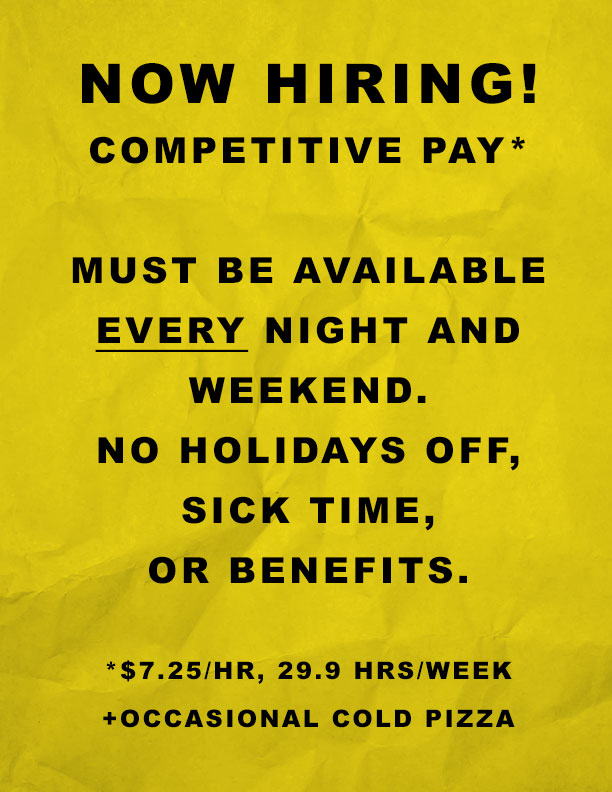 NOW HIRING!
COMPETITIVE PAY*
MUST BE AVAILABLE
EVERY NIGHT AND
WEEKEND.
NO HOLIDAYS OFF,
SICK TIME,
OR BENEFITS.
*$7.25/HR, 29.9 HRS/WEEK
+OCCASIONAL COLD PIZZA